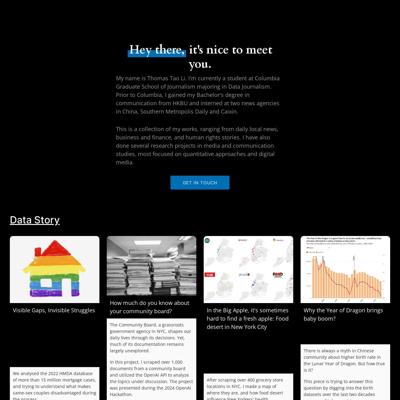 Hey there, it's nice to meet
you.
My name is Thomas Tao Li. I'm currently a student at Columbia
Graduate School of Journalism majoring in Data Journalism.
Prior to Columbia, I gained my Bachelor's degree in
communication from HKBU and interned at two news agencies
in China, Southern Metropolis Daily and Caixin.
This is a collection of my works, ranging from daily local news,
business and finance, and human rights stories. I have also
done several research projects in media and communication
studies, most focused on quantitative approaches and digital
media.
GET IN TOUCH
Data Story
Visible Gaps, Invisible Struggles
We analysed the 2022 HMDA database
of more than 15 million mortgage cases,
and trying to understand what makes
same-sex couples disadvantaged during
How much do you know about
your community board?
The Community Board, a grassroots
government agency in NYC, shapes our
daily lives through its decisions. Yet,
much of its documentation remains
largely unexplored.
In this project, I scraped over 1,000
documents from a community board
and utilized the OpenAI API to analyze
the topics under discussion. The project
was presented during the 2024 OpenAI
Hackathon.
In the Big Apple, it's sometimes
hard to find a fresh apple: Food
desert in New York City
After scraping over 400 grocery
store locations in NYC, I made a
map of where they are, and how food desert
Why the Year of Dragon brings
baby boom?
There is always a myth in Chinese
community about higher birth rate in
the Lunar Year of Dragon. But how true
is it?
This piece is trying to answer this
question by digging into the birth
datasets over the last two decades